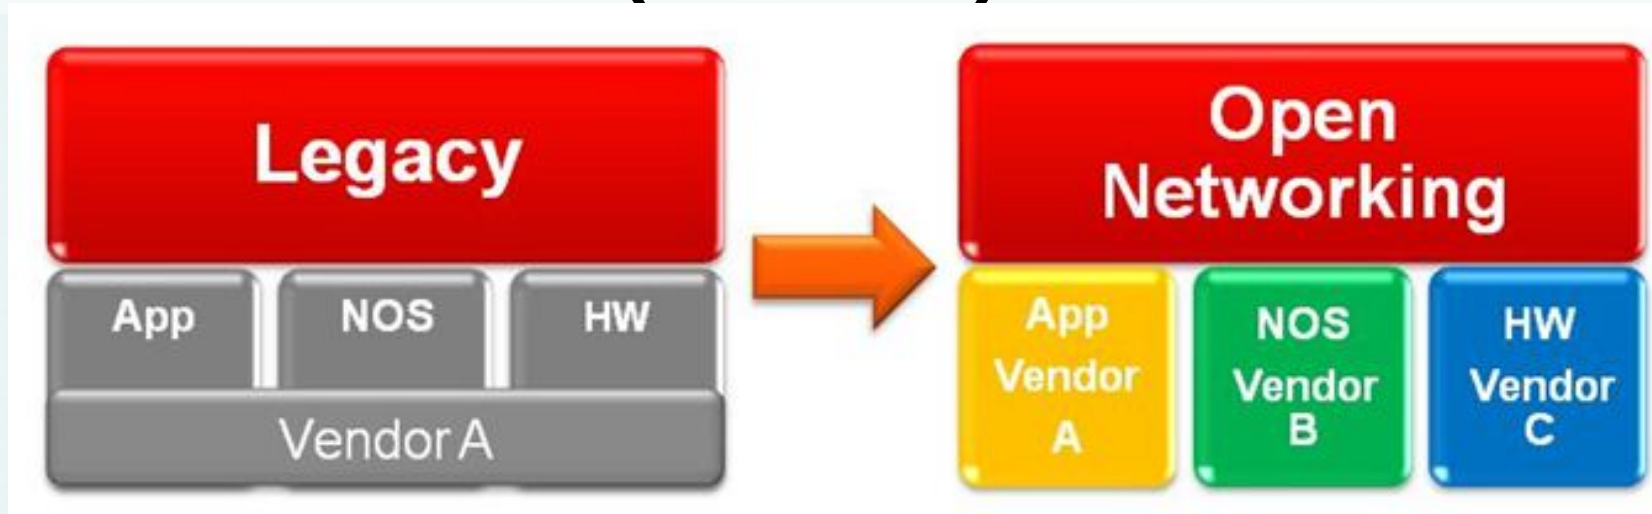 Legacy
App
NOS
HW
Vendor A
Open
Networking
App
Vendor
A
NOS
Vendor
B
HW
Vendor
C